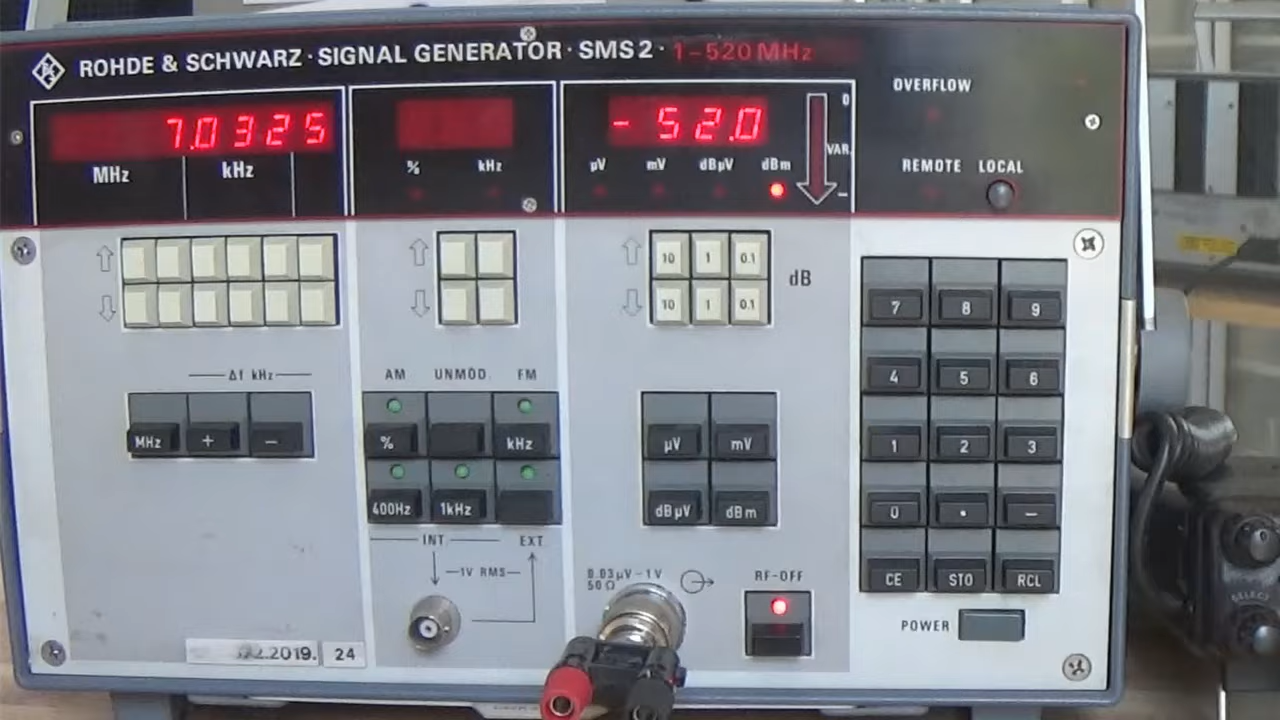 ROHDE & SCHWARZ · SIGNAL GENERATOR · SMS 2 · 1-520 MHz
7.0325
MHz kHz
% kHz
- 52.0
µV mV dBµV dBm
0
VAR.
-
OVERFLOW
REMOTE LOCAL
10 1 0.1
10 1 0.1
dB
Δf kHz
MHz + -
AM UNMOD. FM
% kHz
400Hz 1kHz
INT EXT
1V RMS
µV mV
dBµV dBm
0.03µV-1V
50Ω
RF-OFF
7 8 9
4 5 6
1 2 3
0 • -
CE STO RCL
POWER
.2019. 24
SELECT